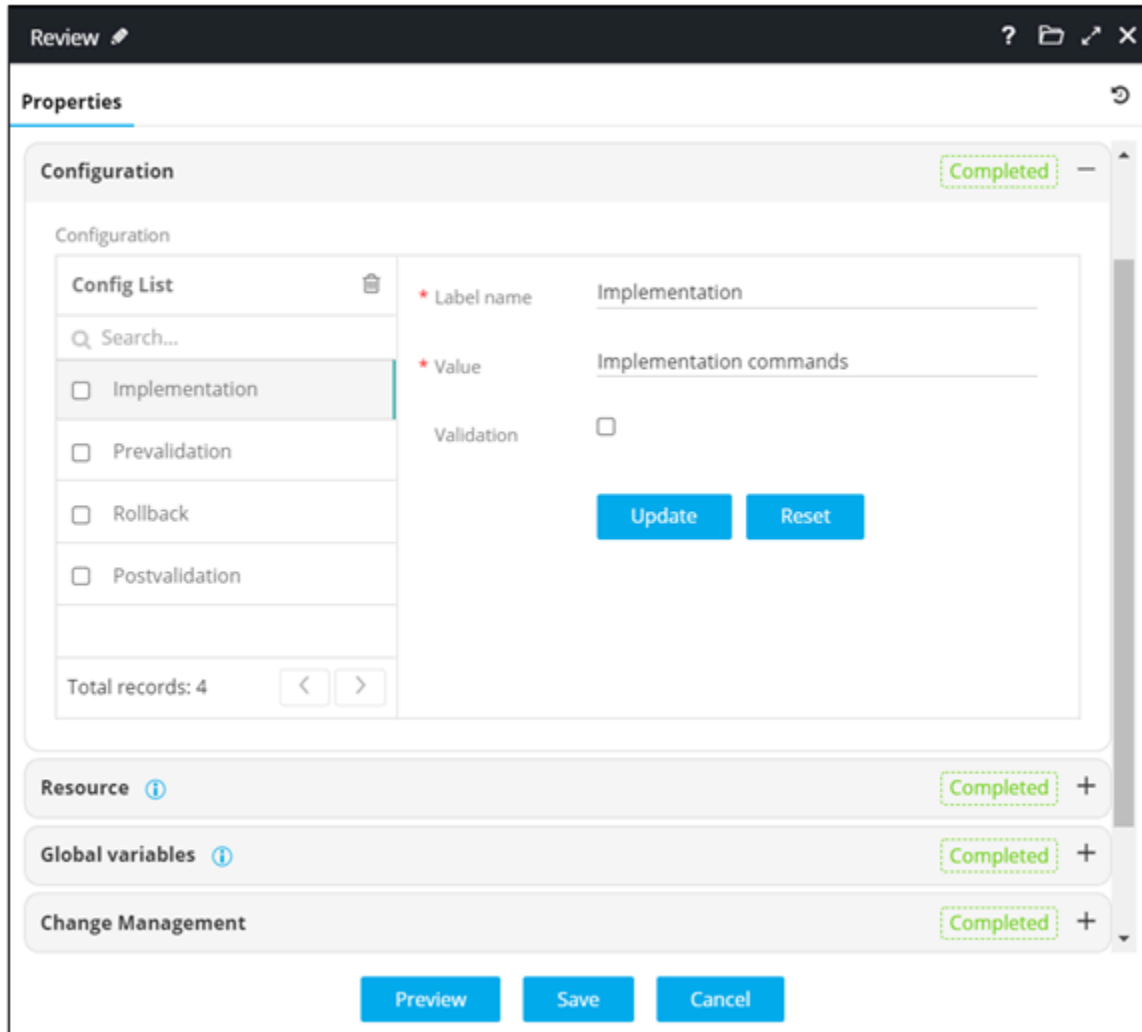 Review
?
Properties
Configuration Completed
Configuration
Config List
* Label name Implementation
Search...
* Value Implementation commands
Implementation
Validation
Prevalidation
Rollback
Update Reset
Postvalidation
Total records: 4
Resource Completed
Global variables Completed
Change Management Completed
Preview Save Cancel